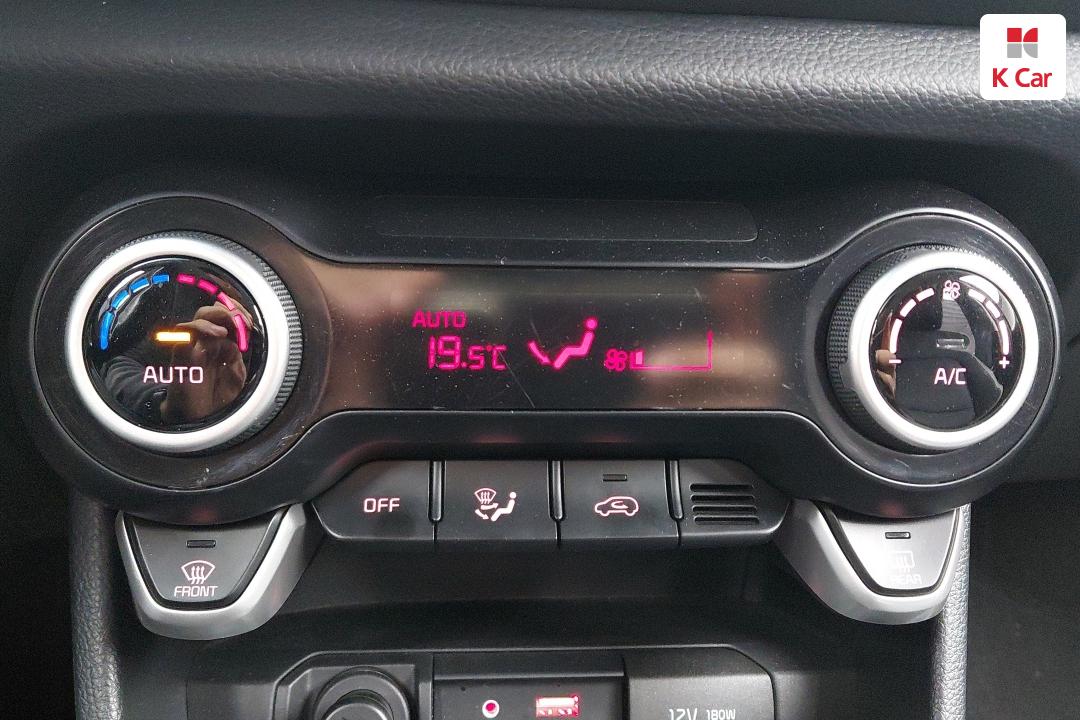 K Car
AUTO
19.5°C
AUTO
A/C
- +
OFF
FRONT
REAR
12V 180W